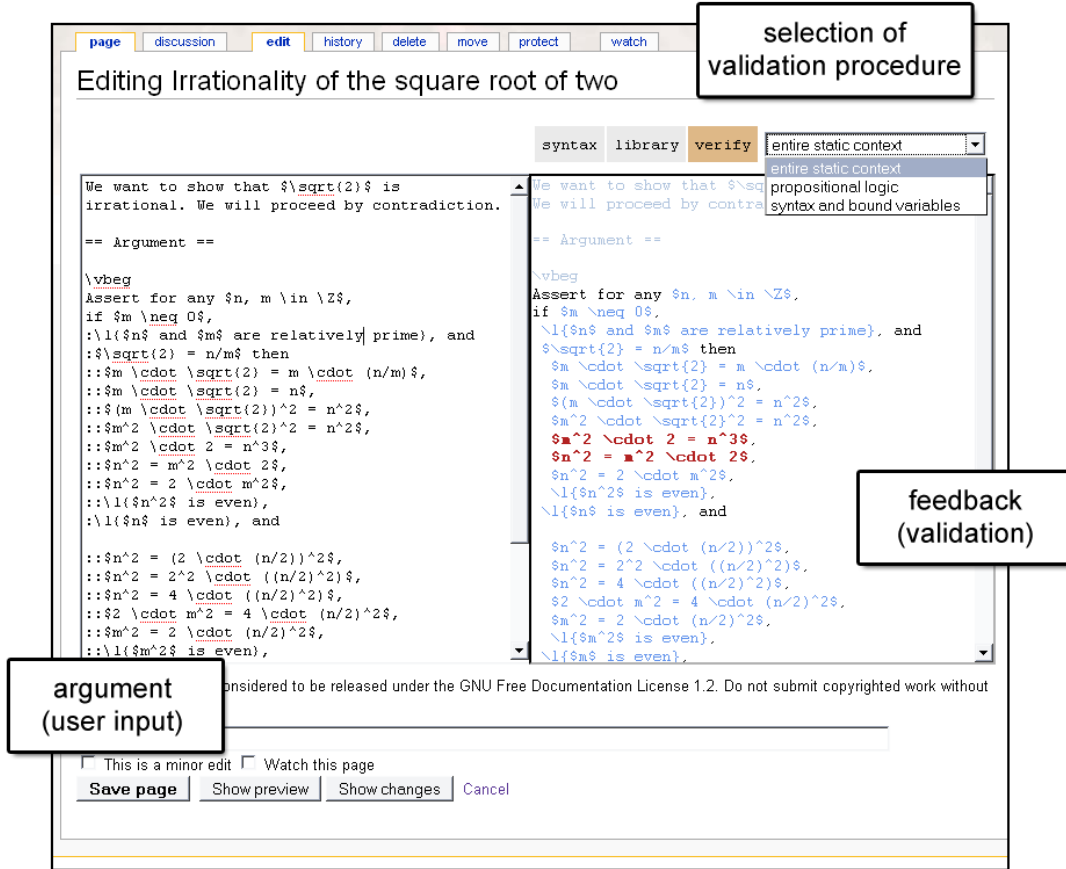 selection of
validation procedure
page discussion edit history delete move protect watch
Editing Irrationality of the square root of two
syntax library verify entire static context
entire static context
propositional logic
syntax and bound variables
We want to show that $\sqrt{2}$ is
irrational. We will proceed by contradiction.
== Argument ==
\vbeg
Assert for any $n, m \in \Z$,
if $m \neq 0$,
:\l{$n$ and $m$ are relatively prime}, and
:$\sqrt{2} = n/m$ then
::$m \cdot \sqrt{2} = m \cdot (n/m)$,
::$m \cdot \sqrt{2} = n$,
::$(m \cdot \sqrt{2})^2 = n^2$,
::$m^2 \cdot \sqrt{2}^2 = n^2$,
::$m^2 \cdot 2 = n^3$,
::$n^2 = m^2 \cdot 2$,
::$n^2 = 2 \cdot m^2$,
::\l{$n^2$ is even},
:\l{$n$ is even}, and
::$n^2 = (2 \cdot (n/2))^2$,
::$n^2 = 2^2 \cdot ((n/2)^2)$,
::$n^2 = 4 \cdot ((n/2)^2)$,
::$2 \cdot m^2 = 4 \cdot (n/2)^2$,
::$m^2 = 2 \cdot (n/2)^2$,
::\l{$m^2$ is even},
We want to show that $\sq
We will proceed by contra
== Argument ==
\vbeg
Assert for any $n, m \in \Z$,
if $m \neq 0$,
\l{$n$ and $m$ are relatively prime}, and
$\sqrt{2} = n/m$ then
$m \cdot \sqrt{2} = m \cdot (n/m)$,
$m \cdot \sqrt{2} = n$,
$(m \cdot \sqrt{2})^2 = n^2$,
$m^2 \cdot \sqrt{2}^2 = n^2$,
$m^2 \cdot 2 = n^3$,
$n^2 = m^2 \cdot 2$,
$n^2 = 2 \cdot m^2$,
\l{$n^2$ is even},
\l{$n$ is even}, and
$n^2 = (2 \cdot (n/2))^2$,
$n^2 = 2^2 \cdot ((n/2)^2)$,
$n^2 = 4 \cdot ((n/2)^2)$,
$2 \cdot m^2 = 4 \cdot (n/2)^2$,
$m^2 = 2 \cdot (n/2)^2$,
\l{$m^2$ is even},
\l{$m$ is even},
feedback
(validation)
argument
(user input)
onsidered to be released under the GNU Free Documentation License 1.2. Do not submit copyrighted work without
This is a minor edit Watch this page
Save page Show preview Show changes Cancel